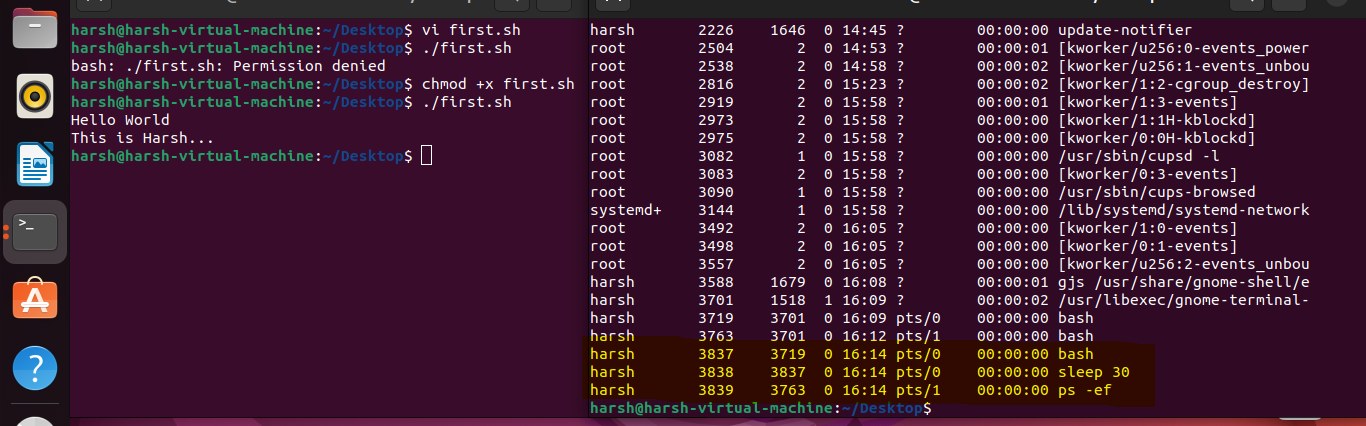 harsh@harsh-virtual-machine:~/Desktop$ vi first.sh
harsh@harsh-virtual-machine:~/Desktop$ ./first.sh
bash: ./first.sh: Permission denied
harsh@harsh-virtual-machine:~/Desktop$ chmod +x first.sh
harsh@harsh-virtual-machine:~/Desktop$ ./first.sh
Hello World
This is Harsh...
harsh@harsh-virtual-machine:~/Desktop$
harsh 2226 1646 0 14:45 ? 00:00:00 update-notifier
root 2504 2 0 14:53 ? 00:00:01 [kworker/u256:0-events_power
root 2538 2 0 14:58 ? 00:00:02 [kworker/u256:1-events_unbou
root 2816 2 0 15:23 ? 00:00:02 [kworker/1:2-cgroup_destroy]
root 2919 2 0 15:58 ? 00:00:01 [kworker/1:3-events]
root 2973 2 0 15:58 ? 00:00:00 [kworker/1:1H-kblockd]
root 2975 2 0 15:58 ? 00:00:00 [kworker/0:0H-kblockd]
root 3082 1 0 15:58 ? 00:00:00 /usr/sbin/cupsd -l
root 3083 2 0 15:58 ? 00:00:00 [kworker/0:3-events]
root 3090 1 0 15:58 ? 00:00:00 /usr/sbin/cups-browsed
systemd+ 3144 1 0 15:58 ? 00:00:00 /lib/systemd/systemd-network
root 3492 2 0 16:05 ? 00:00:00 [kworker/1:0-events]
root 3498 2 0 16:05 ? 00:00:00 [kworker/0:1-events]
root 3557 2 0 16:05 ? 00:00:00 [kworker/u256:2-events_unbou
harsh 3588 1679 0 16:08 ? 00:00:01 gjs /usr/share/gnome-shell/e
harsh 3701 1518 1 16:09 ? 00:00:02 /usr/libexec/gnome-terminal-
harsh 3719 3701 0 16:09 pts/0 00:00:00 bash
harsh 3763 3701 0 16:12 pts/1 00:00:00 bash
harsh 3837 3719 0 16:14 pts/0 00:00:00 bash
harsh 3838 3837 0 16:14 pts/0 00:00:00 sleep 30
harsh 3839 3763 0 16:14 pts/1 00:00:00 ps -ef
harsh@harsh-virtual-machine:~/Desktop$